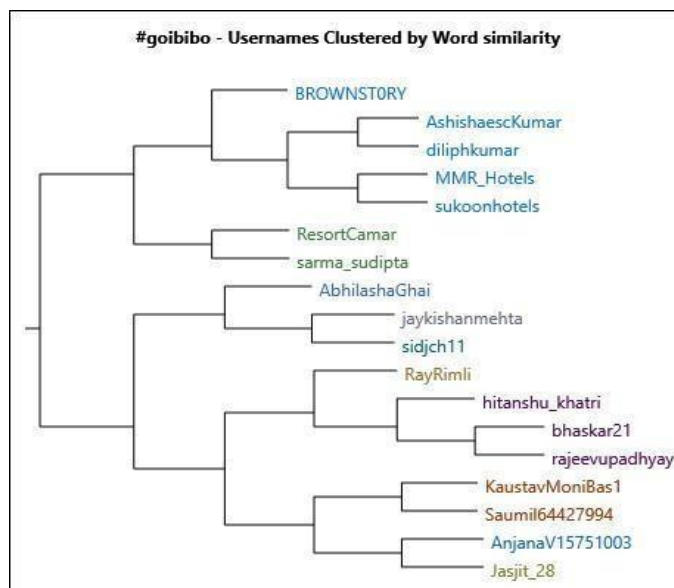 #goibibo - Usernames Clustered by Word similarity
BROWNST0RY
AshishaescKumar
diliphkumar
MMR_Hotels
sukoonhotels
ResortCamar
sarma_sudipta
AbhilashaGhai
jaykishanmehta
sidjch11
RayRimli
hitanshu_khatri
bhaskar21
rajeevupadhyay
KaustavMoniBas1
Saumil64427994
AnjanaV15751003
Jasjit_28